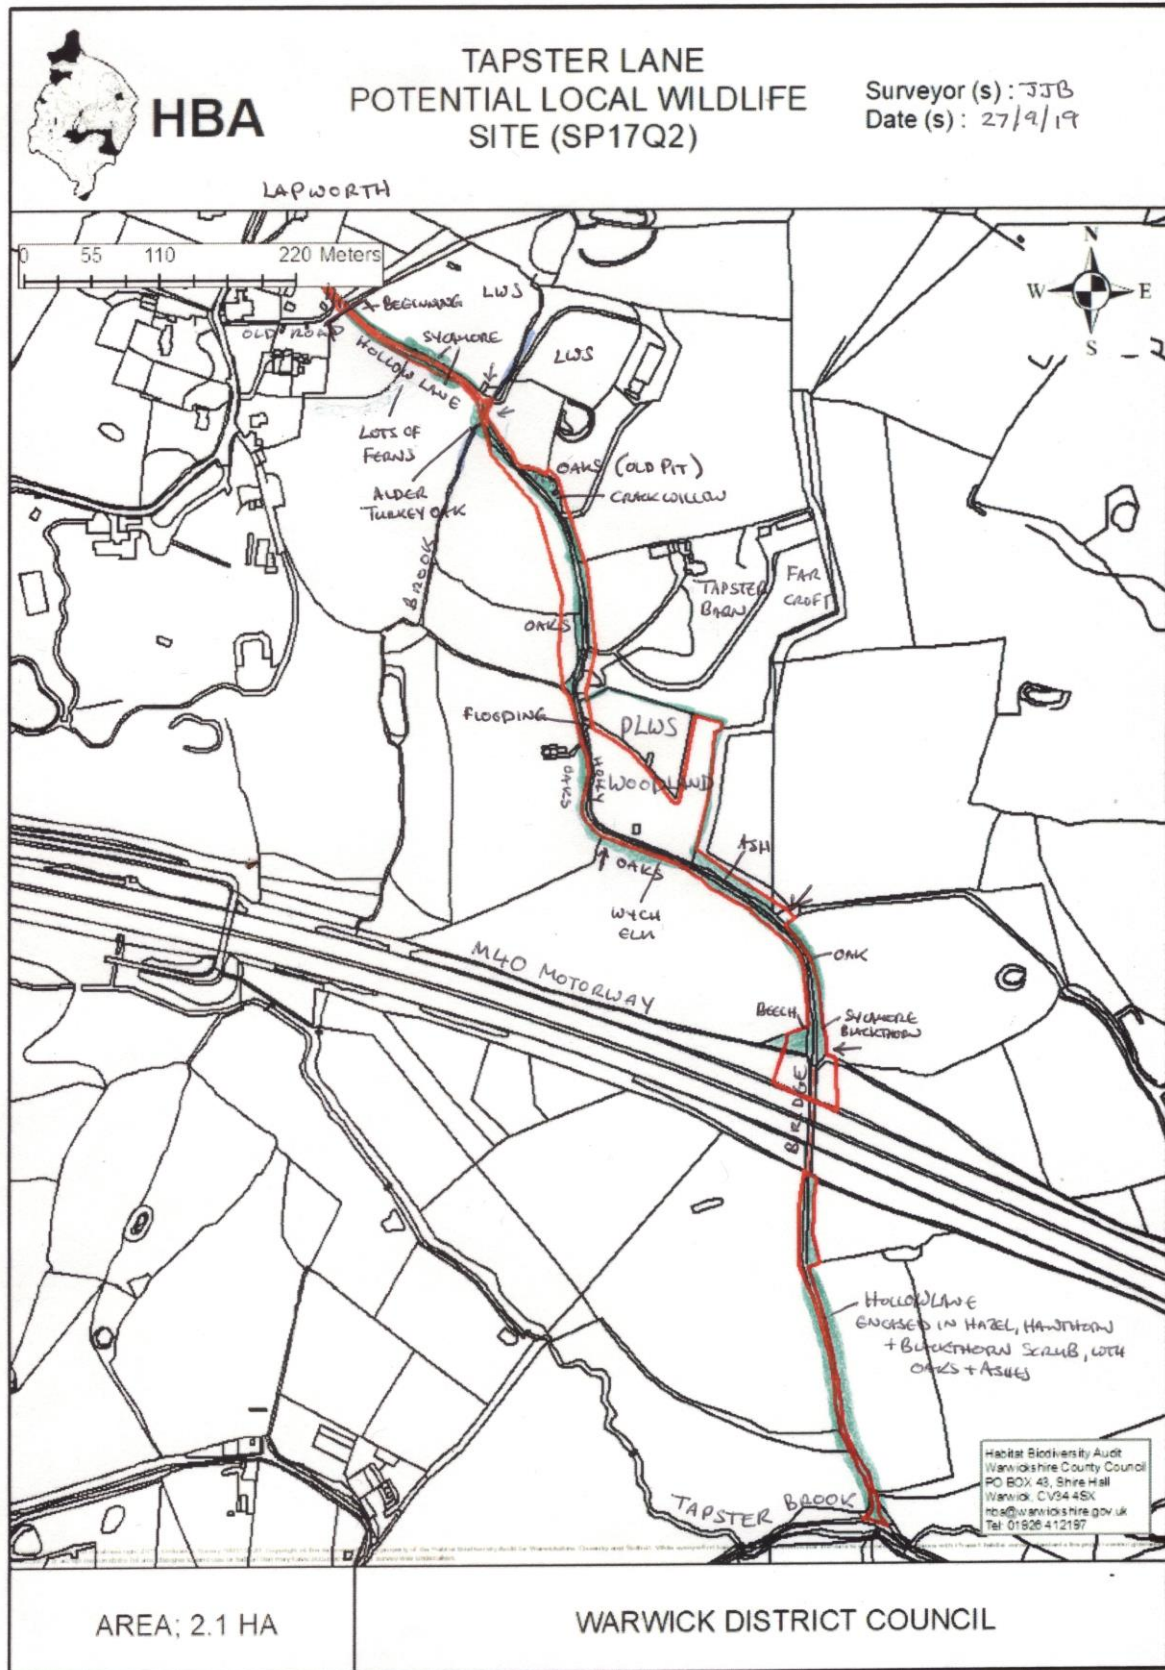 HBA
TAPSTER LANE
POTENTIAL LOCAL WILDLIFE
SITE (SP17Q2)
Surveyor (s) : JJB
Date (s) : 27/9/19
LAPWORTH
0 55 110 220 Meters
N
W E
S
BEGINNING
LWS
OLD ROAD
SYCAMORE
HOLLOW LANE
LWS
LOTS OF
FERNS
OAKS (OLD PIT)
CRACK WILLOW
ALDER
TURKEY OAK
BROOK
TAPSTER
BARN
FAR
CROFT
OAKS
FLOODING
PLWS
WOODLAND
OAKS
ASH
OAKS
WYCH
ELM
OAK
M40 MOTORWAY
BEECH
SYCAMORE
BLACKTHORN
BRIDGE
HOLLOW LANE
ENCASED IN HAZEL, HAWTHORN
+ BLACKTHORN SCRUB, WITH
OAKS + ASHES
TAPSTER BROOK
Habitat Biodiversity Audit
Warwickshire County Council
PO BOX 43, Shire Hall
Warwick, CV34 4SX
hba@warwickshire.gov.uk
Tel: 01926 412197
AREA; 2.1 HA
WARWICK DISTRICT COUNCIL